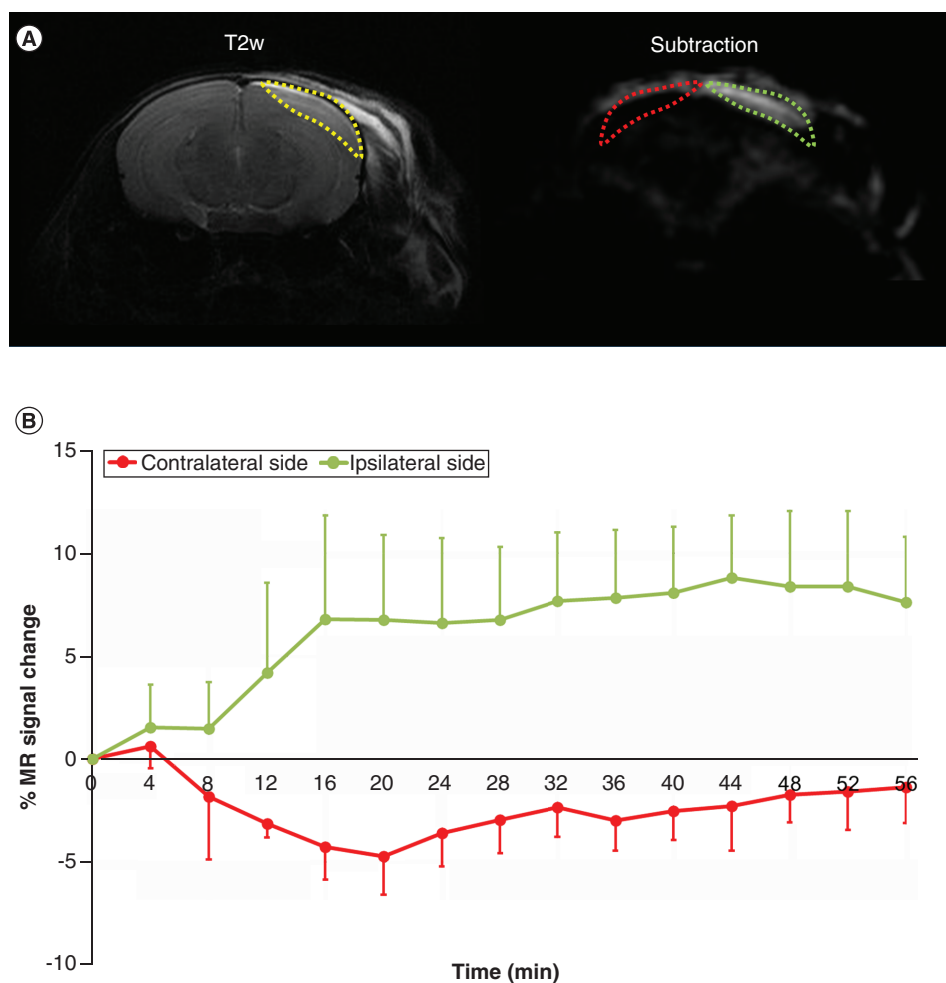 A
T2w
Subtraction
B
15
Contralateral side
Ipsilateral side
10
5
0
-5
-10
% MR signal change
0 4 8 12 16 20 24 28 32 36 40 44 48 52 56
Time (min)